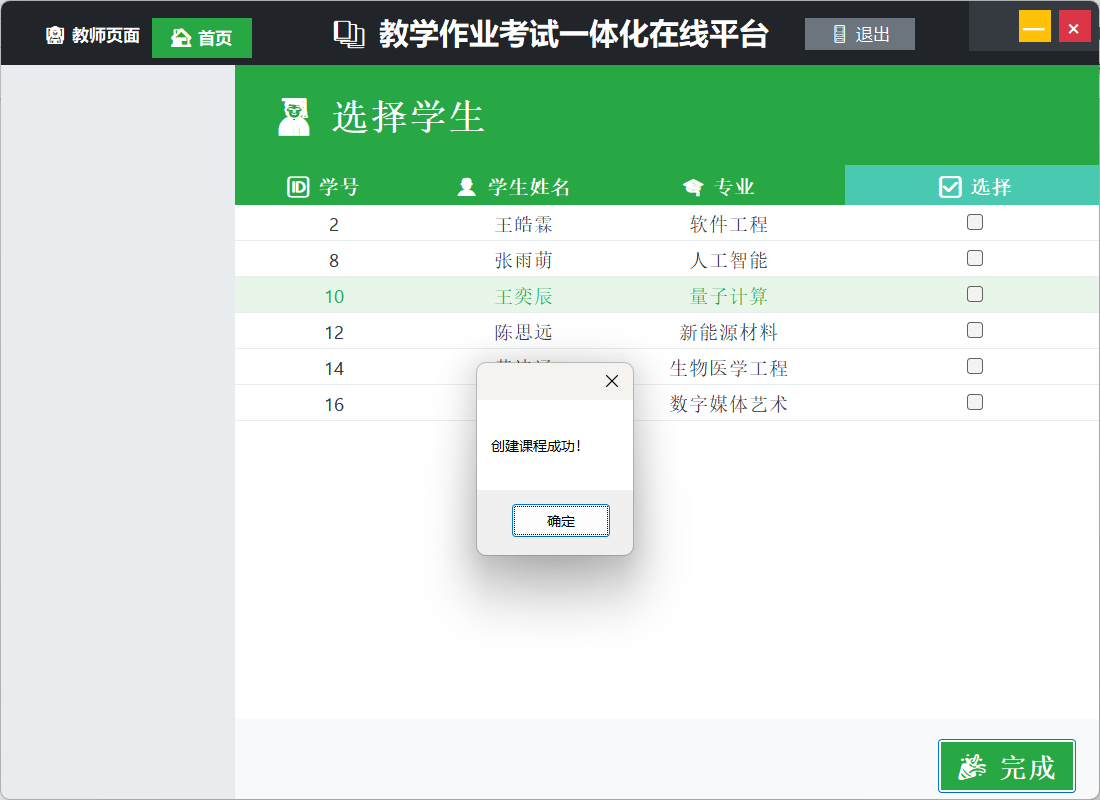 教师页面 首页 教学作业考试一体化在线平台 退出
选择学生
ID 学号 学生姓名 专业 选择
2 王皓霖 软件工程
8 张雨萌 人工智能
10 王奕辰 量子计算
12 陈思远 新能源材料
14 生物医学工程
16 数字媒体艺术
创建课程成功!
确定
完成